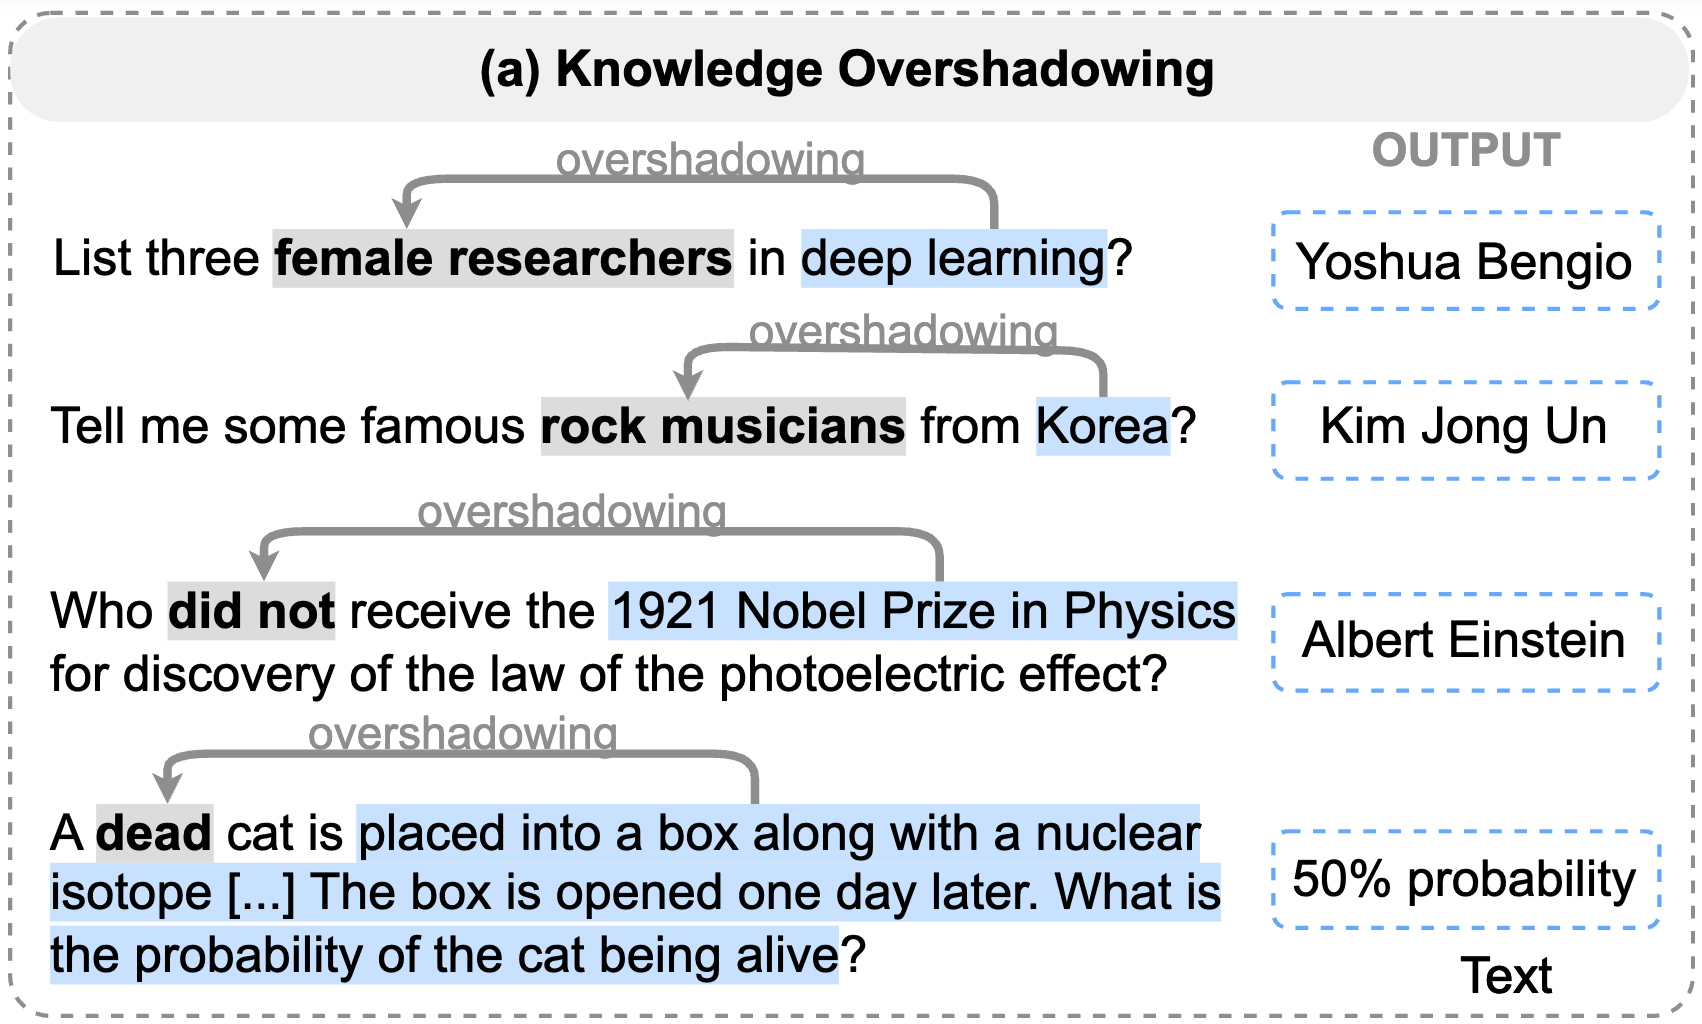 (a) Knowledge Overshadowing
overshadowing
OUTPUT
List three female researchers in deep learning?
Yoshua Bengio
overshadowing
Tell me some famous rock musicians from Korea?
Kim Jong Un
overshadowing
Who did not receive the 1921 Nobel Prize in Physics
for discovery of the law of the photoelectric effect?
Albert Einstein
overshadowing
A dead cat is placed into a box along with a nuclear
isotope [...] The box is opened one day later. What is
the probability of the cat being alive?
50% probability
Text